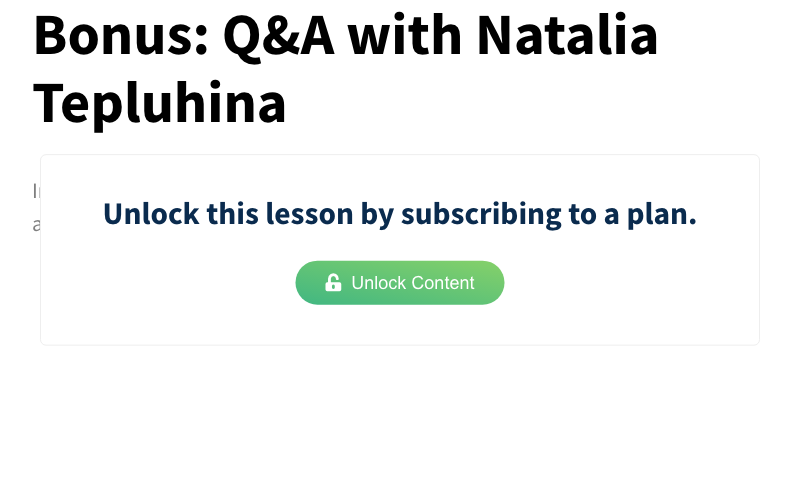 Bonus: Q&A with Natalia
Tepluhina
Unlock this lesson by subscribing to a plan.
Unlock Content